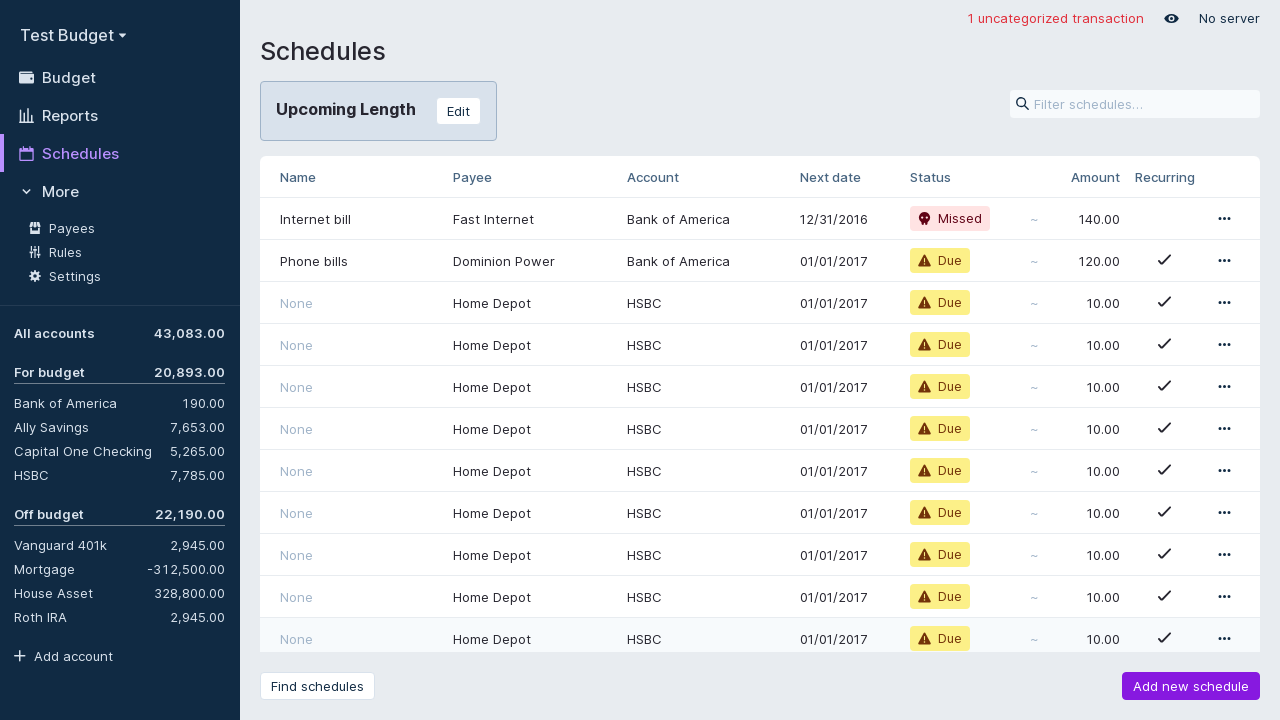 1 uncategorized transaction No server
Test Budget
Budget
Reports
Schedules
More
Payees
Rules
Settings
All accounts 43,083.00
For budget 20,893.00
Bank of America 190.00
Ally Savings 7,653.00
Capital One Checking 5,265.00
HSBC 7,785.00
Off budget 22,190.00
Vanguard 401k 2,945.00
Mortgage -312,500.00
House Asset 328,800.00
Roth IRA 2,945.00
Add account
Schedules
Upcoming Length Edit
Filter schedules...
Name Payee Account Next date Status Amount Recurring
Internet bill Fast Internet Bank of America 12/31/2016 Missed ~ 140.00
Phone bills Dominion Power Bank of America 01/01/2017 Due ~ 120.00
None Home Depot HSBC 01/01/2017 Due ~ 10.00
None Home Depot HSBC 01/01/2017 Due ~ 10.00
None Home Depot HSBC 01/01/2017 Due ~ 10.00
None Home Depot HSBC 01/01/2017 Due ~ 10.00
None Home Depot HSBC 01/01/2017 Due ~ 10.00
None Home Depot HSBC 01/01/2017 Due ~ 10.00
None Home Depot HSBC 01/01/2017 Due ~ 10.00
None Home Depot HSBC 01/01/2017 Due ~ 10.00
None Home Depot HSBC 01/01/2017 Due ~ 10.00
Find schedules Add new schedule